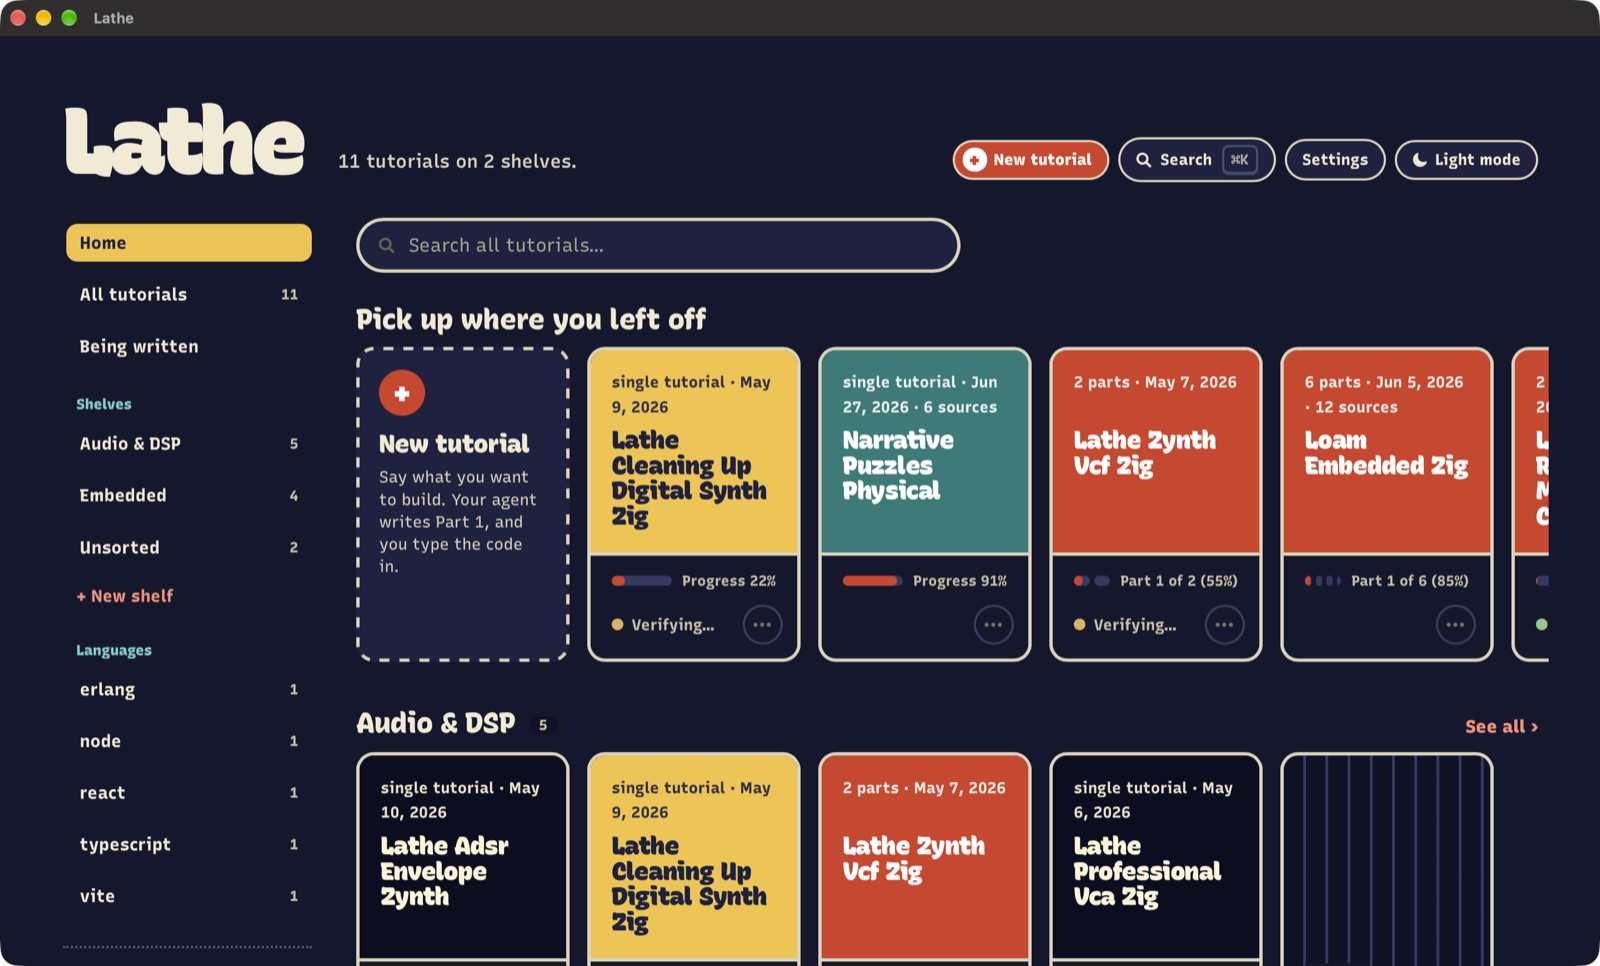 Lathe
Lathe
11 tutorials on 2 shelves.
New tutorial
Search ⌘K
Settings
Light mode
Home
All tutorials 11
Being written
Shelves
Audio & DSP 5
Embedded 4
Unsorted 2
+ New shelf
Languages
erlang 1
node 1
react 1
typescript 1
vite 1
Search all tutorials...
Pick up where you left off
New tutorial
Say what you want
to build. Your agent
writes Part 1, and
you type the code
in.
single tutorial · May
9, 2026
Lathe
Cleaning Up
Digital Synth
Zig
Progress 22%
Verifying...
single tutorial · Jun
27, 2026 · 6 sources
Narrative
Puzzles
Physical
Progress 91%
2 parts · May 7, 2026
Lathe Zynth
Vcf Zig
Part 1 of 2 (55%)
Verifying...
6 parts · Jun 5, 2026
· 12 sources
Loam
Embedded Zig
Part 1 of 6 (85%)
2
Audio & DSP 5
See all ›
single tutorial · May
10, 2026
Lathe Adsr
Envelope
Zynth
single tutorial · May
9, 2026
Lathe
Cleaning Up
Digital Synth
Zig
2 parts · May 7, 2026
Lathe Zynth
Vcf Zig
single tutorial · May
6, 2026
Lathe
Professional
Vca Zig